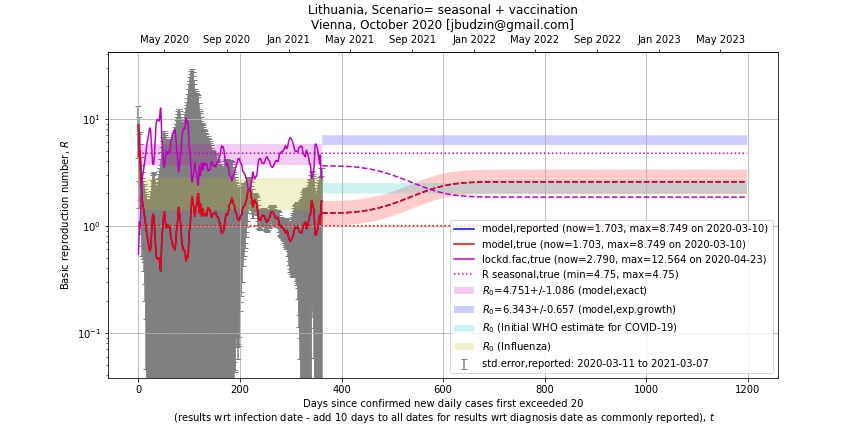 Lithuania, Scenario= seasonal + vaccination
Vienna, October 2020 [jbudzin@gmail.com]
May 2020 Sep 2020 Jan 2021 May 2021 Sep 2021 Jan 2022 May 2022 Sep 2022 Jan 2023 May 2023
Basic reproduction number, R
10¹
10⁰
10⁻¹
model,reported (now=1.703, max=8.749 on 2020-03-10)
model,true (now=1.703, max=8.749 on 2020-03-10)
lockd.fac,true (now=2.790, max=12.564 on 2020-04-23)
R seasonal,true (min=4.75, max=4.75)
R₀=4.751+/-1.086 (model,exact)
R₀=6.343+/-0.657 (model,exp.growth)
R₀ (Initial WHO estimate for COVID-19)
R₀ (Influenza)
std.error,reported: 2020-03-11 to 2021-03-07
0 200 400 600 800 1000 1200
Days since confirmed new daily cases first exceeded 20
(results wrt infection date - add 10 days to all dates for results wrt diagnosis date as commonly reported), t